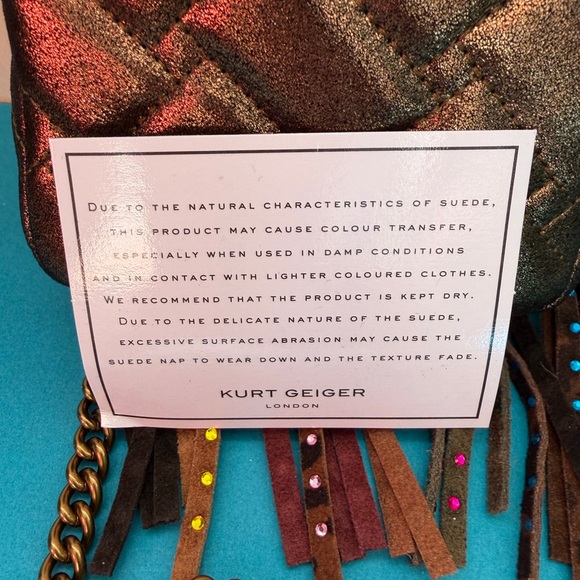 Due to the natural characteristics of suede,
this product may cause colour transfer,
especially when used in damp conditions
and in contact with lighter coloured clothes.
We recommend that the product is kept dry.
Due to the delicate nature of the suede,
excessive surface abrasion may cause the
suede nap to wear down and the texture fade.
KURT GEIGER
LONDON